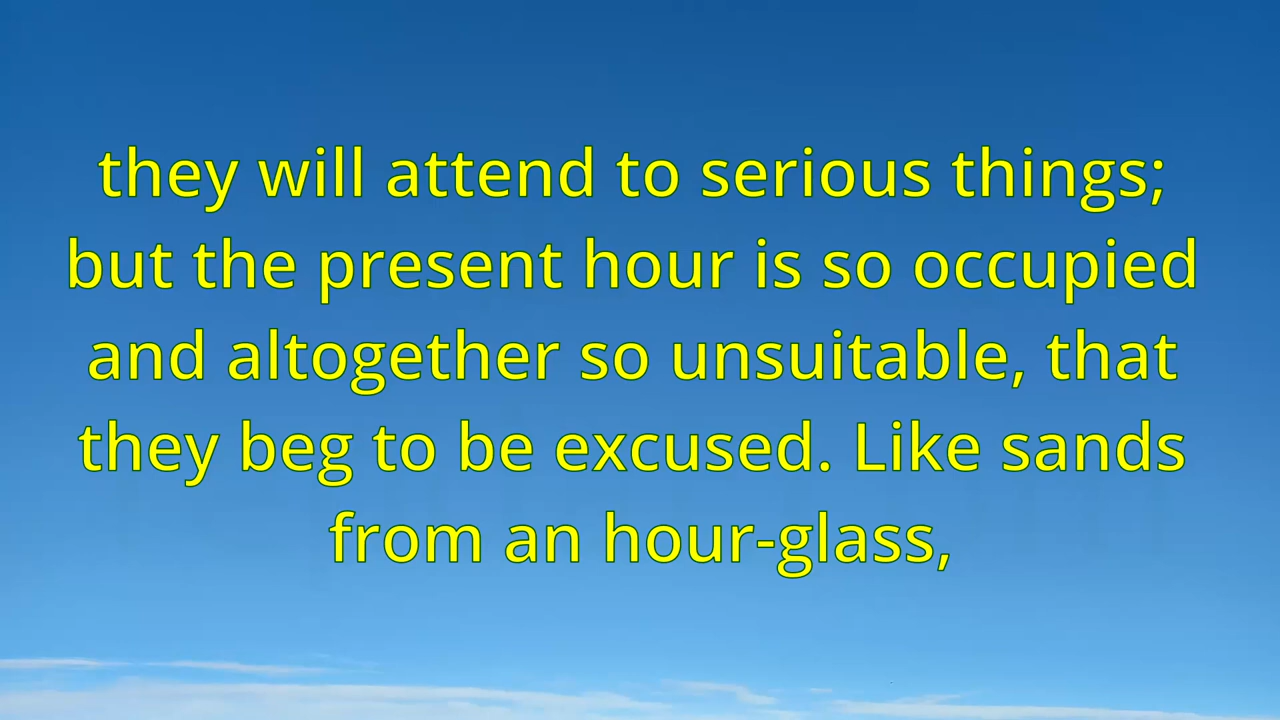 they will attend to serious things;
but the present hour is so occupied
and altogether so unsuitable, that
they beg to be excused. Like sands
from an hour-glass,